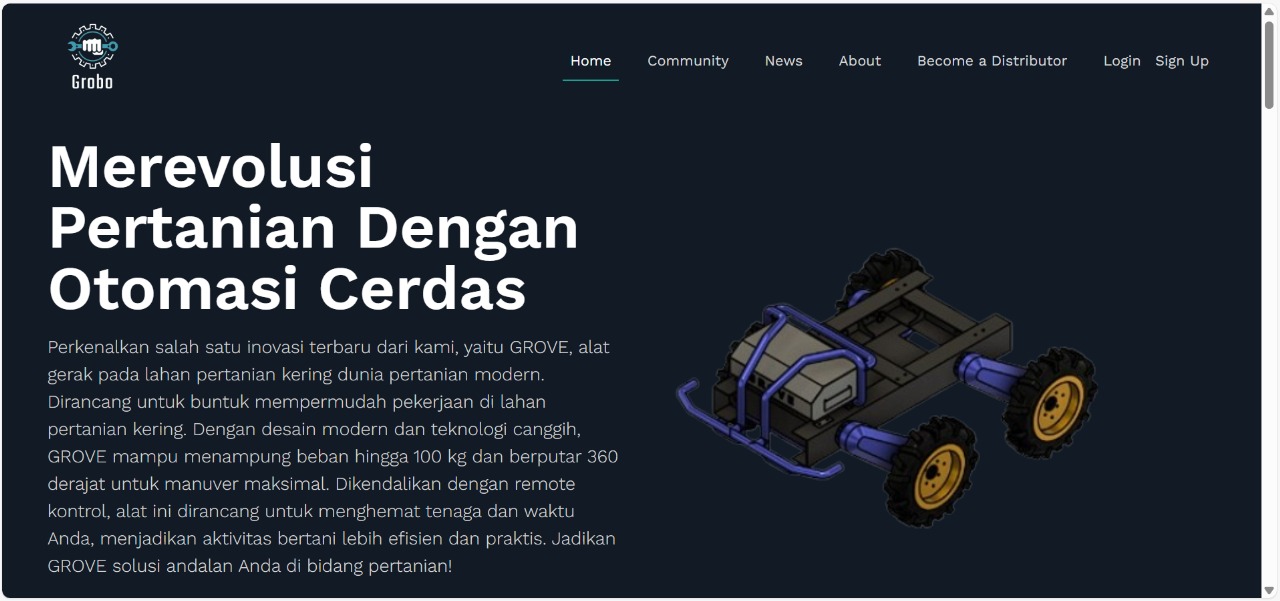 Grobo
Home Community News About Become a Distributor Login Sign Up
Merevolusi
Pertanian Dengan
Otomasi Cerdas
Perkenalkan salah satu inovasi terbaru dari kami, yaitu GROVE, alat
gerak pada lahan pertanian kering dunia pertanian modern.
Dirancang untuk buntuk mempermudah pekerjaan di lahan
pertanian kering. Dengan desain modern dan teknologi canggih,
GROVE mampu menampung beban hingga 100 kg dan berputar 360
derajat untuk manuver maksimal. Dikendalikan dengan remote
kontrol, alat ini dirancang untuk menghemat tenaga dan waktu
Anda, menjadikan aktivitas bertani lebih efisien dan praktis. Jadikan
GROVE solusi andalan Anda di bidang pertanian!